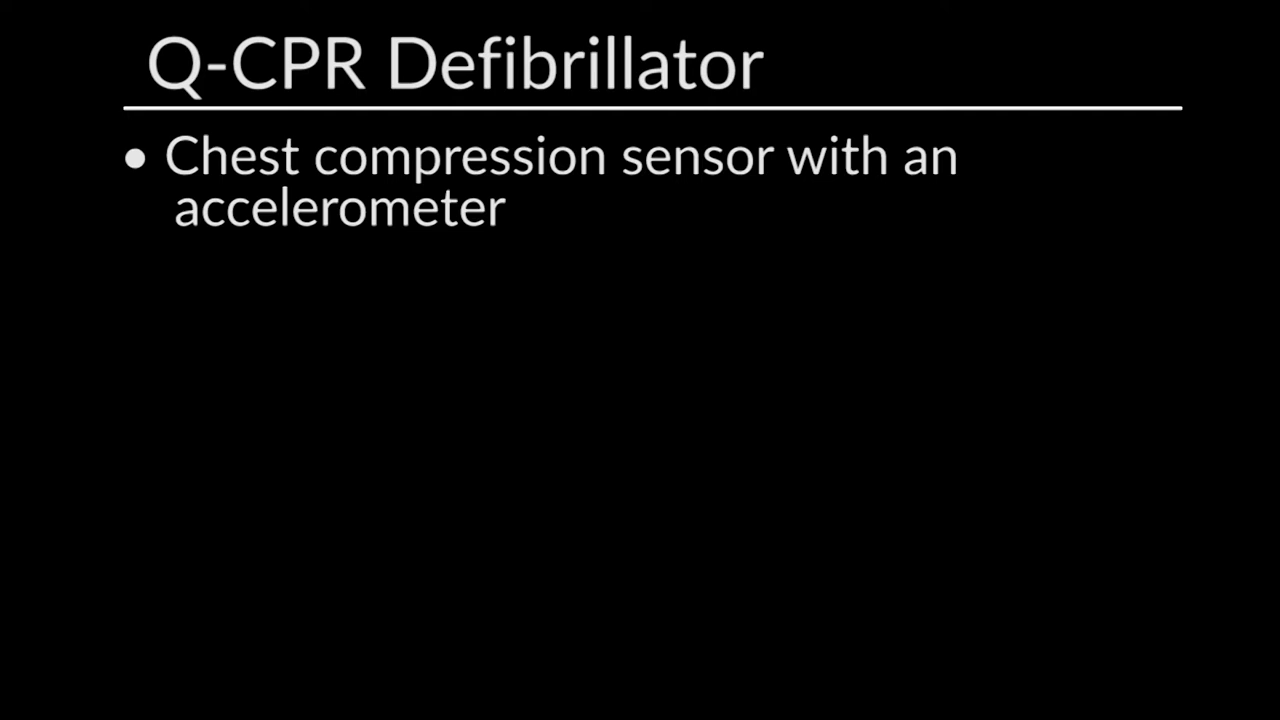 Q-CPR Defibrillator
• Chest compression sensor with an
accelerometer